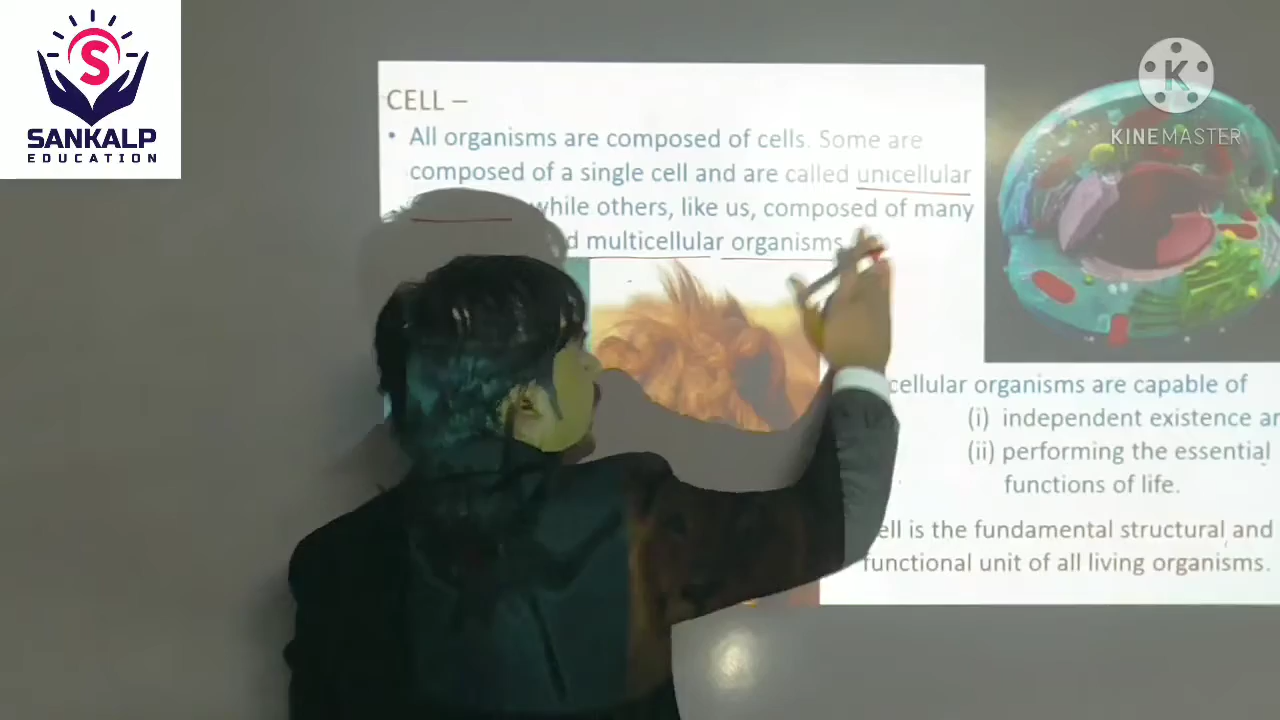 S
SANKALP
EDUCATION
K
KINEMASTER
CELL –
• All organisms are composed of cells. Some are
composed of a single cell and are called unicellular
while others, like us, composed of many
multicellular organisms
cellular organisms are capable of
(i) independent existence
(ii) performing the essential
functions of life.
is the fundamental structural and
functional unit of all living organisms.